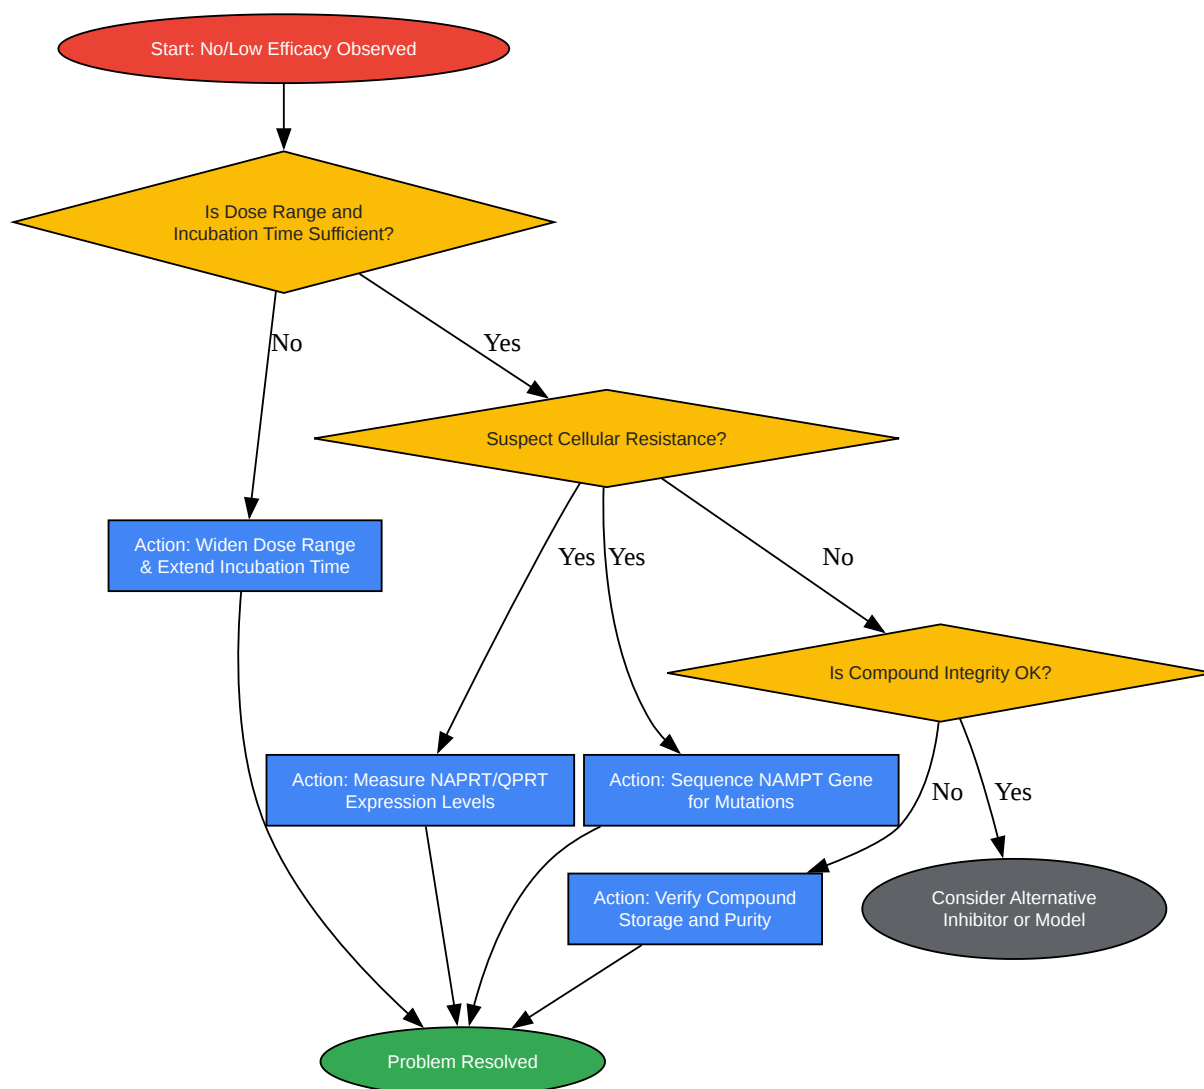 Start: No/Low Efficacy Observed
Is Dose Range and
Incubation Time Sufficient?
No
Yes
Suspect Cellular Resistance?
Action: Widen Dose Range
& Extend Incubation Time
Yes
Yes
No
Is Compound Integrity OK?
Action: Measure NAPRT/QPRT
Expression Levels
Action: Sequence NAMPT Gene
for Mutations
No
Yes
Action: Verify Compound
Storage and Purity
Consider Alternative
Inhibitor or Model
Problem Resolved